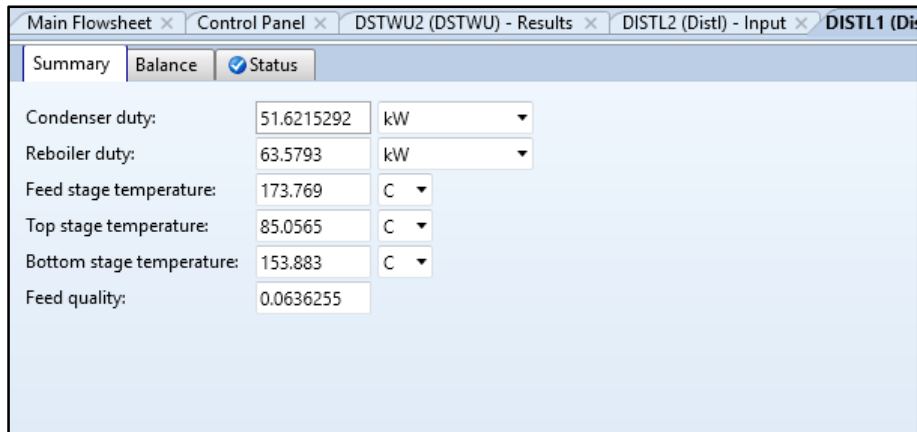 Main Flowsheet × Control Panel × DSTWU2 (DSTWU) - Results × DISTL2 (Distl) - Input × DISTL1 (Dis
Summary Balance Status
Condenser duty: 51.6215292 kW
Reboiler duty: 63.5793 kW
Feed stage temperature: 173.769 C
Top stage temperature: 85.0565 C
Bottom stage temperature: 153.883 C
Feed quality: 0.0636255